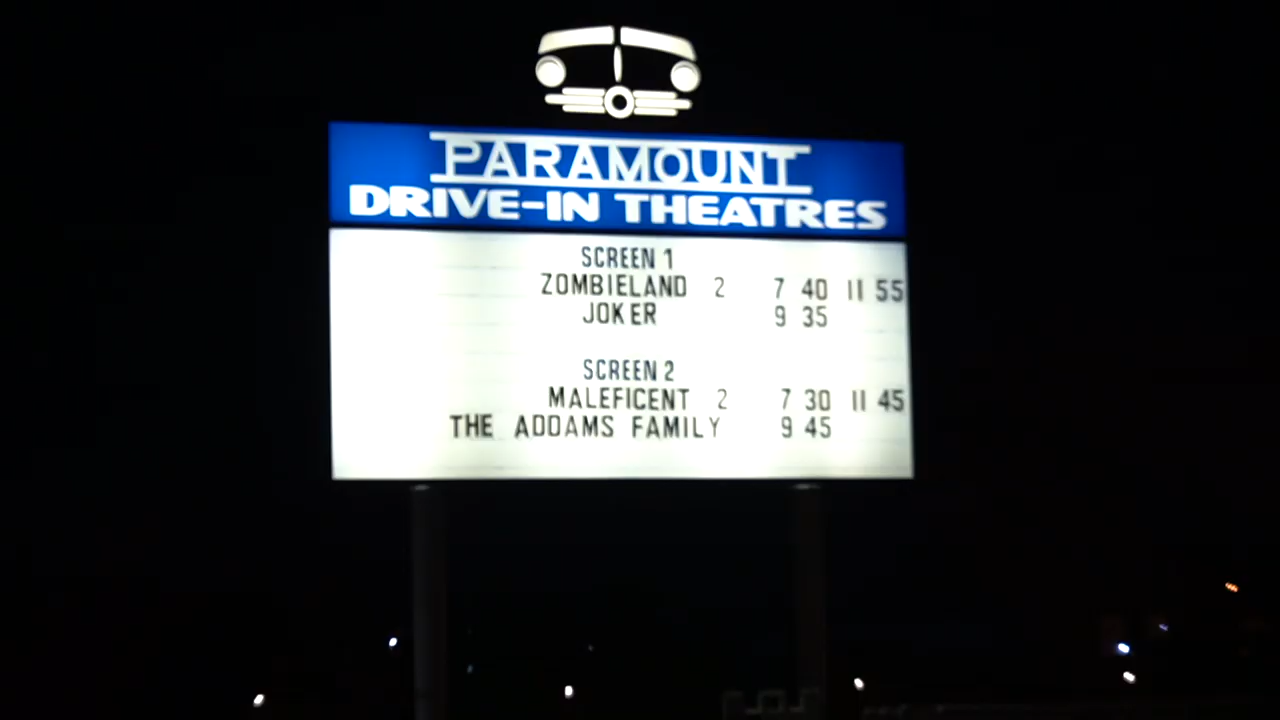 PARAMOUNT
DRIVE-IN THEATRES
SCREEN 1
ZOMBIELAND 2 7 40 11 55
JOKER 9 35
SCREEN 2
MALEFICENT 2 7 30 11 45
THE ADDAMS FAMILY 9 45